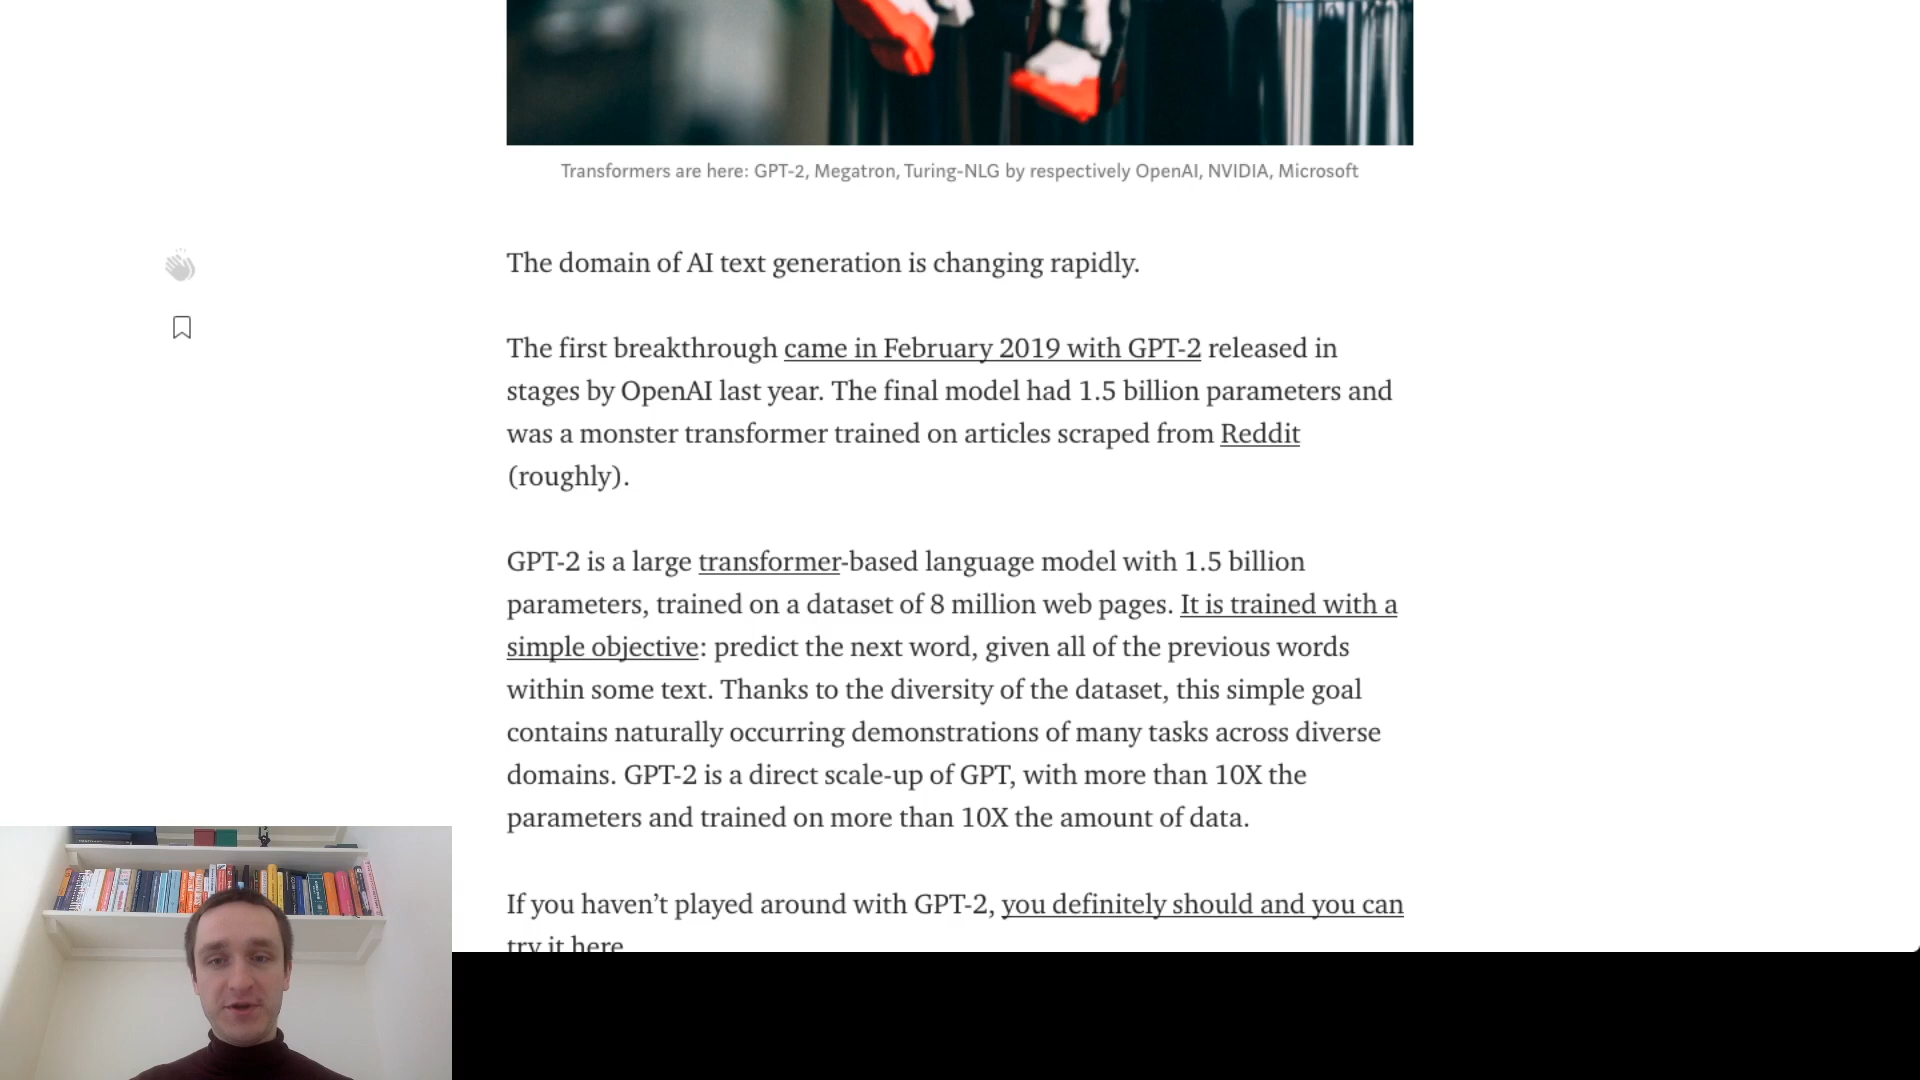 Transformers are here: GPT-2, Megatron, Turing-NLG by respectively OpenAI, NVIDIA, Microsoft
The domain of AI text generation is changing rapidly.
The first breakthrough came in February 2019 with GPT-2 released in
stages by OpenAI last year. The final model had 1.5 billion parameters and
was a monster transformer trained on articles scraped from Reddit
(roughly).
GPT-2 is a large transformer-based language model with 1.5 billion
parameters, trained on a dataset of 8 million web pages. It is trained with a
simple objective: predict the next word, given all of the previous words
within some text. Thanks to the diversity of the dataset, this simple goal
contains naturally occurring demonstrations of many tasks across diverse
domains. GPT-2 is a direct scale-up of GPT, with more than 10X the
parameters and trained on more than 10X the amount of data.
If you haven’t played around with GPT-2, you definitely should and you can
try it here